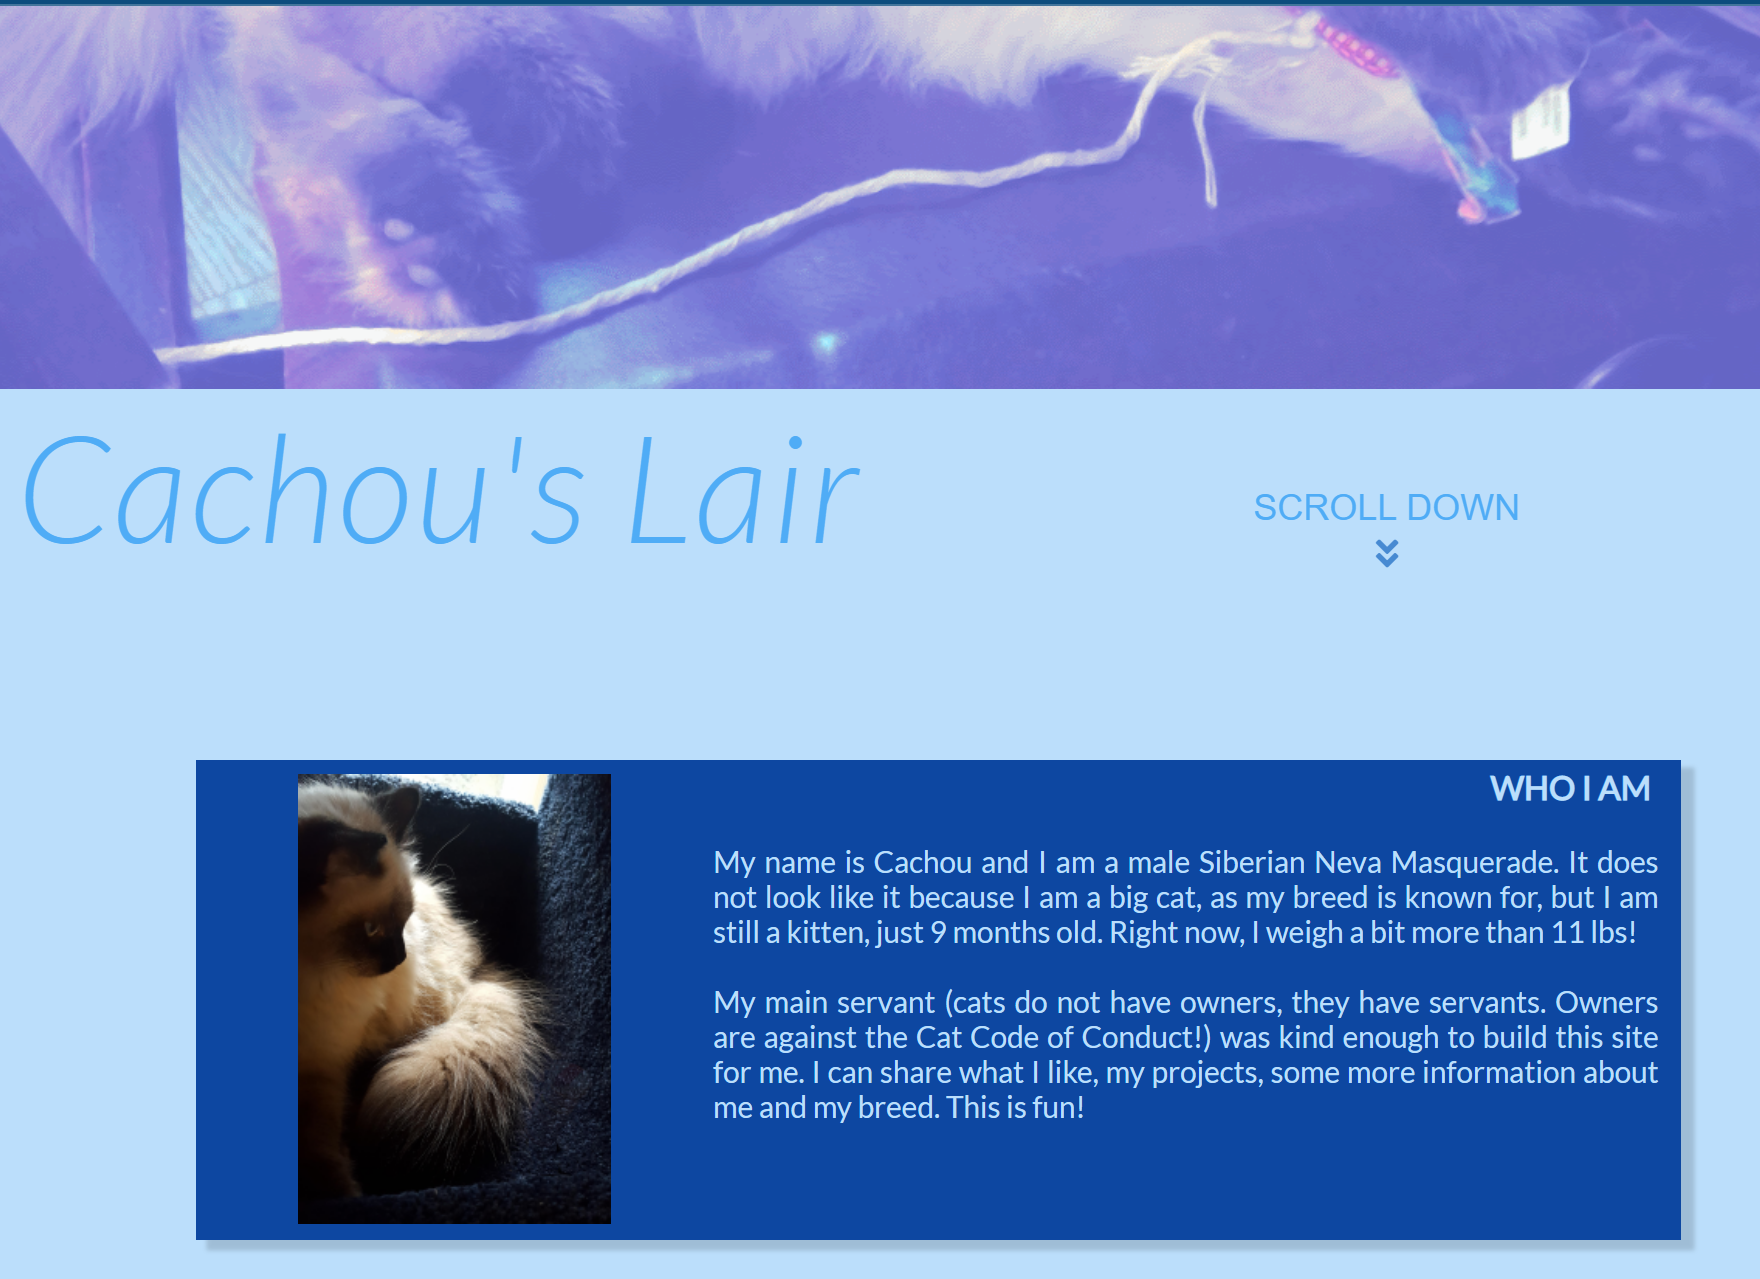 Cachou's Lair
SCROLL DOWN
WHO I AM
My name is Cachou and I am a male Siberian Neva Masquerade. It does
not look like it because I am a big cat, as my breed is known for, but I am
still a kitten, just 9 months old. Right now, I weigh a bit more than 11 lbs!
My main servant (cats do not have owners, they have servants. Owners
are against the Cat Code of Conduct!) was kind enough to build this site
for me. I can share what I like, my projects, some more information about
me and my breed. This is fun!